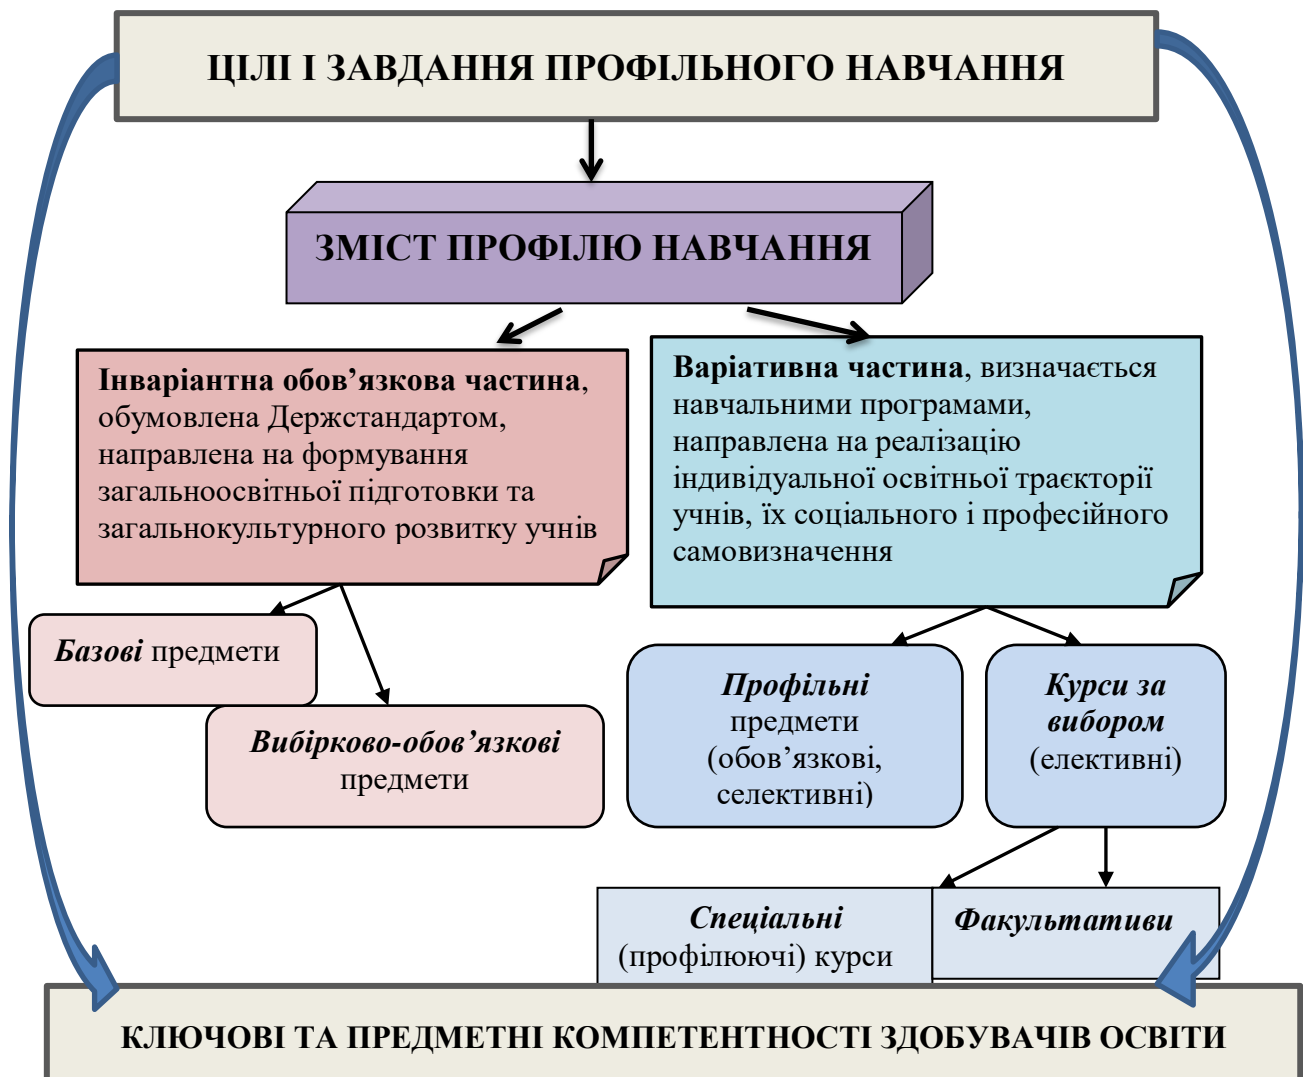 ЦІЛІ І ЗАВДАННЯ ПРОФІЛЬНОГО НАВЧАННЯ
ЗМІСТ ПРОФІЛЮ НАВЧАННЯ
Інваріантна обов’язкова частина,
обумовлена Держстандартом,
направлена на формування
загальноосвітньої підготовки та
загальнокультурного розвитку учнів
Варіативна частина, визначається
навчальними програмами,
направлена на реалізацію
індивідуальної освітньої траєкторії
учнів, їх соціального і професійного
самовизначення
Базові предмети
Вибірково-обов’язкові
предмети
Профільні
предмети
(обов’язкові,
селективні)
Курси за
вибором
(елективні)
Спеціальні
(профілюючі) курси
Факультативи
КЛЮЧОВІ ТА ПРЕДМЕТНІ КОМПЕТЕНТНОСТІ ЗДОБУВАЧІВ ОСВІТИ